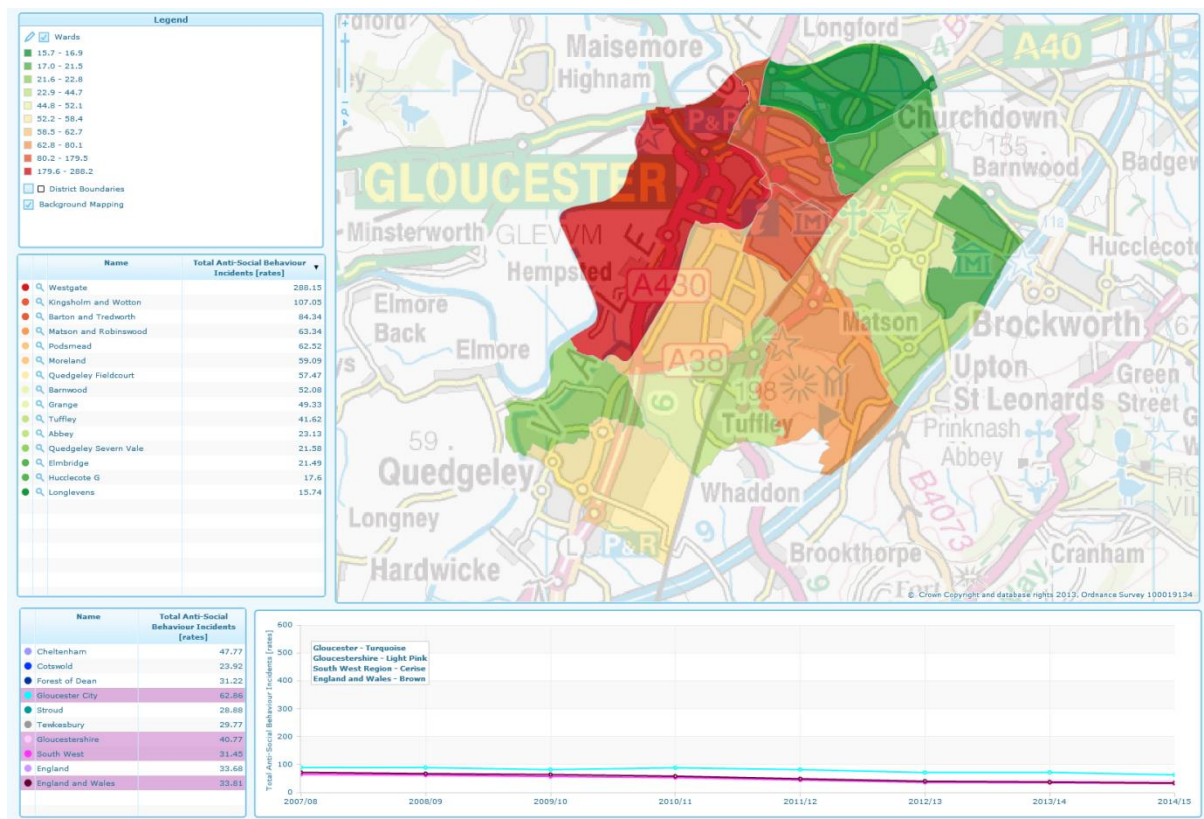 Legend
Wards
15.7 - 16.9
17.0 - 21.5
21.6 - 22.8
22.9 - 44.7
44.8 - 52.1
52.2 - 58.4
58.5 - 62.7
62.8 - 80.1
80.2 - 179.5
179.6 - 288.2
District Boundaries
Background Mapping
Name Total Anti-Social Behaviour
Incidents [rates]
Westgate 288.15
Kingsholm and Wotton 107.05
Barton and Tredworth 84.34
Matson and Robinswood 63.34
Podsmead 62.52
Moreland 59.09
Quedgeley Fieldcourt 57.47
Barnwood 52.08
Grange 49.33
Tuffley 41.62
Abbey 23.13
Quedgeley Severn Vale 21.58
Elmbridge 21.49
Hucclecote G 17.6
Longlevens 15.74
Longford
Maisemore
A40
Highnam
Churchdown
P&R
155
Barnwood
Badgew
GLOUCESTER
Minsterworth
GLEVVM
112
Hucclecot
Hempsted
A430
Elmore
Back
Matson
Brockworth
Elmore
A38
Upton
St Leonards
Green
Street
198
Tuffley
Prinknash
Abbey
59
6
Quedgeley
Whaddon
B4073
Longney
9
P&R
Brookthorpe
Cranham
Hardwicke
6
Fort
© Crown Copyright and database rights 2013, Ordnance Survey 100019134
Name Total Anti-Social
Behaviour Incidents
[rates]
Cheltenham 47.77
Cotswold 23.92
Forest of Dean 31.22
Gloucester City 62.86
Stroud 28.88
Tewkesbury 29.77
Gloucestershire 40.77
South West 31.45
England 33.68
England and Wales 33.81
Total Anti-Social Behaviour Incidents [rates]
600
500
400
300
200
100
0
Gloucester - Turquoise
Gloucestershire - Light Pink
South West Region - Cerise
England and Wales - Brown
2007/08 2008/09 2009/10 2010/11 2011/12 2012/13 2013/14 2014/15